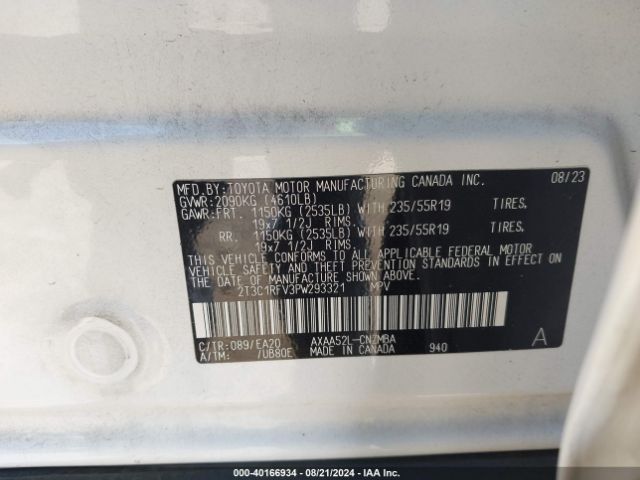 MFD.BY:TOYOTA MOTOR MANUFACTURING CANADA INC. 08/23
GVWR:2090KG (4610LB)
GAWR:FRT. 1150KG (2535LB) WITH 235/55R19 TIRES.
19x7 1/2J RIMS.
RR. 1150KG (2535LB) WITH 235/55R19 TIRES.
19x7 1/2J RIMS.
THIS VEHICLE CONFORMS TO ALL APPLICABLE FEDERAL MOTOR
VEHICLE SAFETY AND THEFT PREVENTION STANDARDS IN EFFECT ON
THE DATE OF MANUFACTURE SHOWN ABOVE.
2T3C1RFV3PW293321 MPV
C/TR:089/EA20 AXAA52L-CNZMBA A
A/TM: /UB80E MADE IN CANADA 940
© 40166934 - 08/21/2024 - IAA Inc.